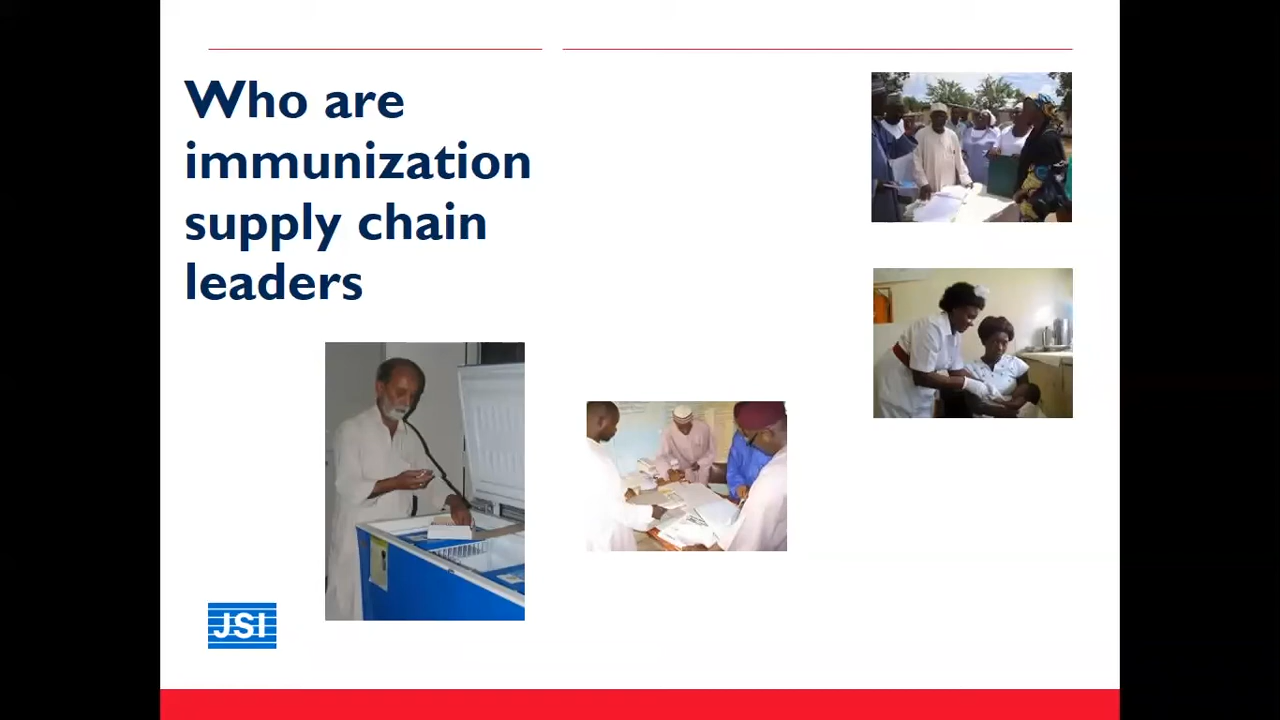 Who are
immunization
supply chain
leaders
JSI